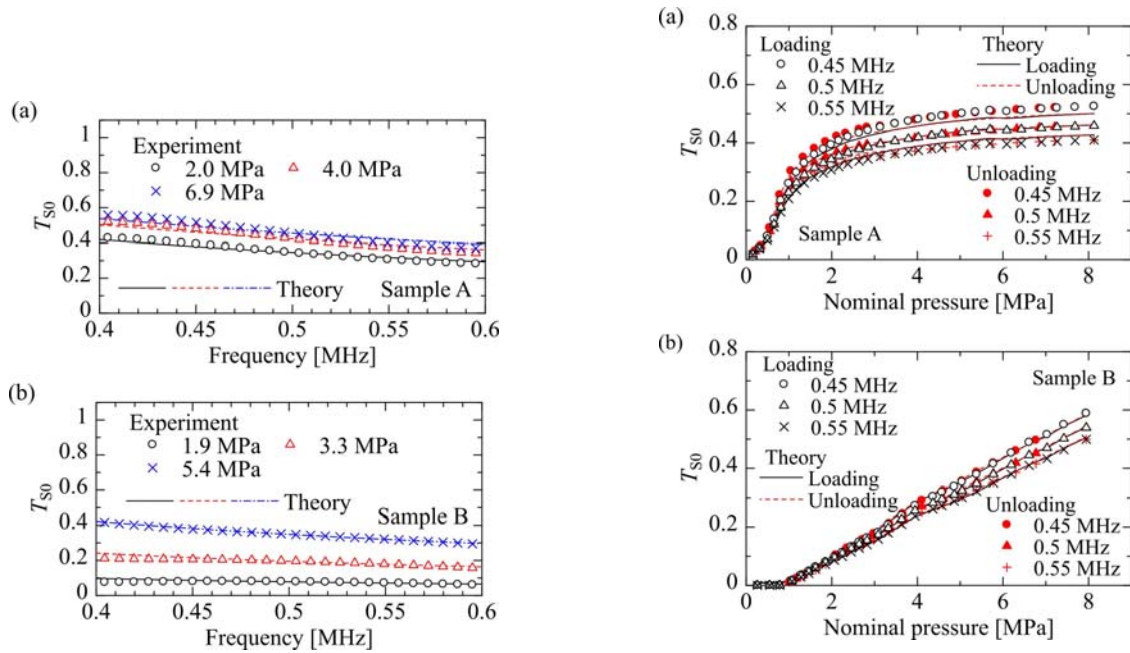 (a)
1
0.8
0.6
0.4
0.2
0
T_S0
Experiment
○ 2.0 MPa △ 4.0 MPa
× 6.9 MPa
Theory Sample A
0.4 0.45 0.5 0.55 0.6
Frequency [MHz]
(b)
1
0.8
0.6
0.4
0.2
0
T_S0
Experiment
○ 1.9 MPa △ 3.3 MPa
× 5.4 MPa
Theory
Sample B
0.4 0.45 0.5 0.55 0.6
Frequency [MHz]
(a)
0.8
0.6
0.4
0.2
0
T_S0
Loading
○ 0.45 MHz
△ 0.5 MHz
× 0.55 MHz
Theory
Loading
Unloading
Unloading
● 0.45 MHz
▲ 0.5 MHz
+ 0.55 MHz
Sample A
0 2 4 6 8
Nominal pressure [MPa]
(b)
0.8
0.6
0.4
0.2
0
T_S0
Loading
○ 0.45 MHz
△ 0.5 MHz
× 0.55 MHz
Sample B
Theory
Loading
Unloading
Unloading
● 0.45 MHz
▲ 0.5 MHz
+ 0.55 MHz
0 2 4 6 8
Nominal pressure [MPa]